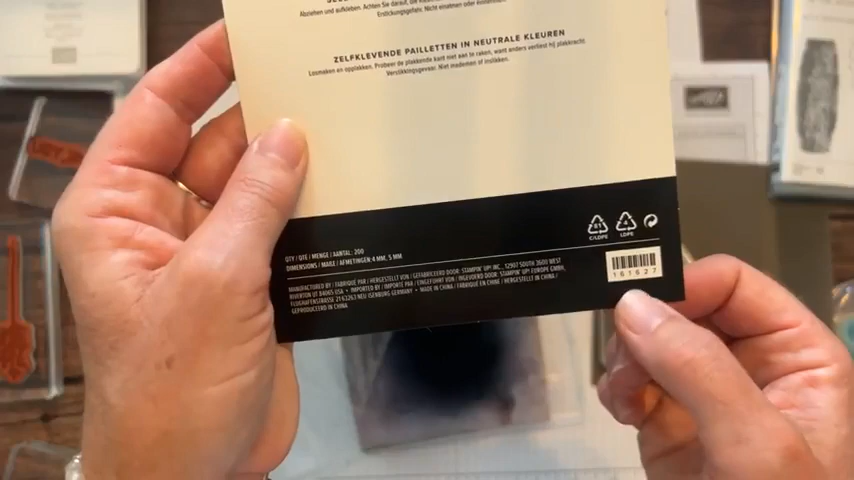 Abziehen und aufkleben. Achten Sie darauf, die
Erstickungsgefahr. Nicht einatmen oder
ZELFKLEVENDE PAILLETTEN IN NEUTRALE KLEUREN
Losmaken en opplakken. Probeer de plakkende kant niet aan te raken, want anders verliest hij plakkracht
Verstikkingsgevaar. Niet inademen of inslikken.
81
C/LDPE
4
LDPE
QTY / QTÉ / MENGE / AANTAL: 200
DIMENSIONS / MAßE / AFMETINGEN: 4 MM, 5 MM
MANUFACTURED BY / FABRIQUÉ PAR / HERGESTELLT VON / GEFABRICEERD DOOR: STAMPIN' UP!, 12907 SOUTH 3600 WEST
RIVERTON UT 84065 USA • IMPORTED BY / IMPORTÉ PAR / EINGEFÜHRT VON / INGEVOERD DOOR: STAMPIN' UP! EUROPE GMBH,
FLUGHAFENSTRASSE 21 63263 NEU ISENBURG GERMANY • MADE IN CHINA / FABRIQUÉ EN CHINE / HERGESTELLT IN CHINA /
GEPRODUCEERD IN CHINA
161627